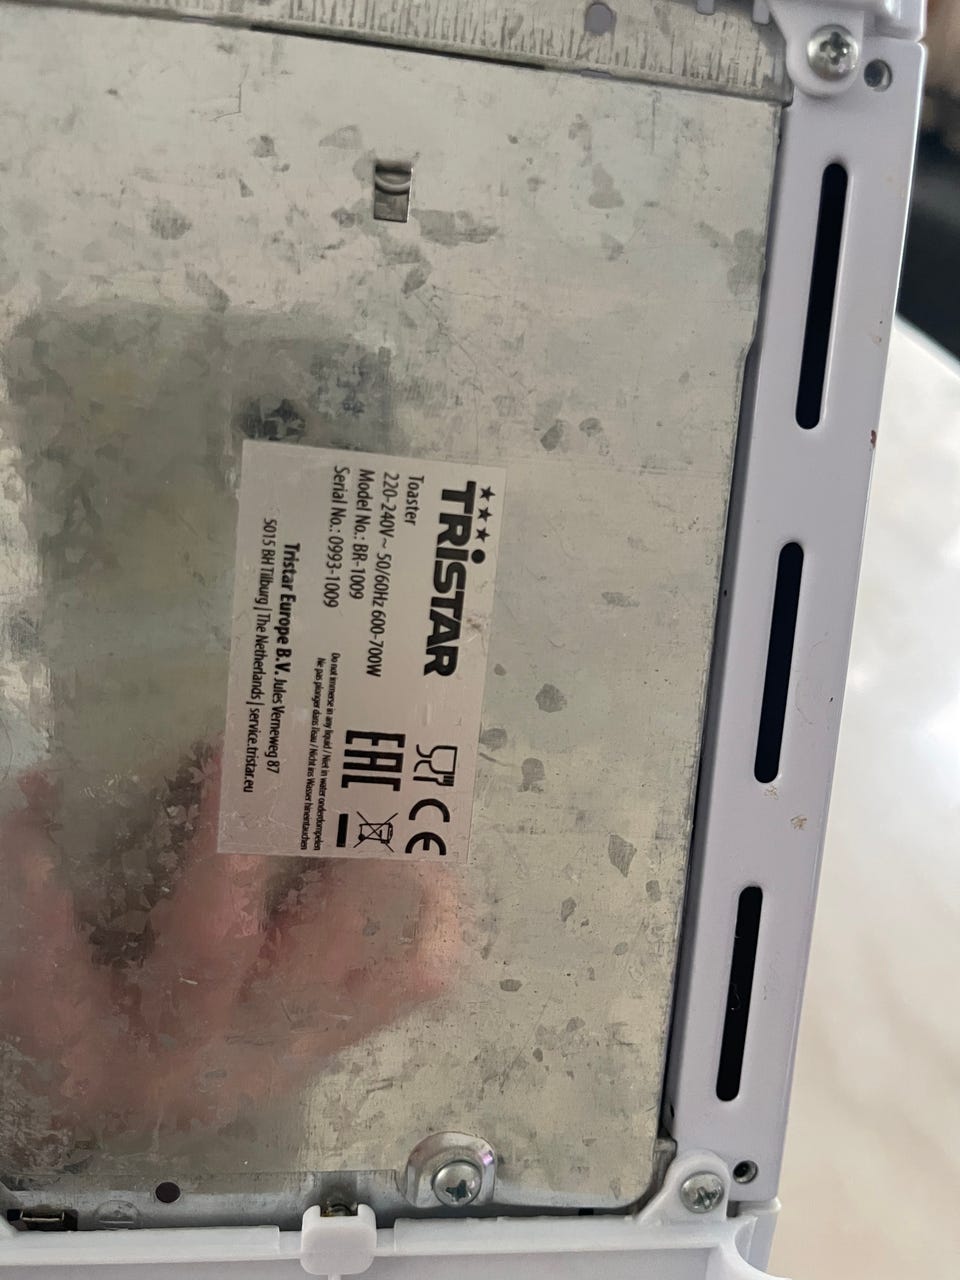 TRiSTAR
Toaster
220-240V~ 50/60Hz 600-700W
Model No.: BR-1009
Serial No.: 0993-1009
CE
EAC
Do not immerse in any liquid / Niet in water onderdompelen
Ne pas plonger dans l'eau / Nicht ins Wasser hineintauchen
Tristar Europe B.V. Jules Verneweg 87
5015 BH Tilburg | The Netherlands | service.tristar.eu